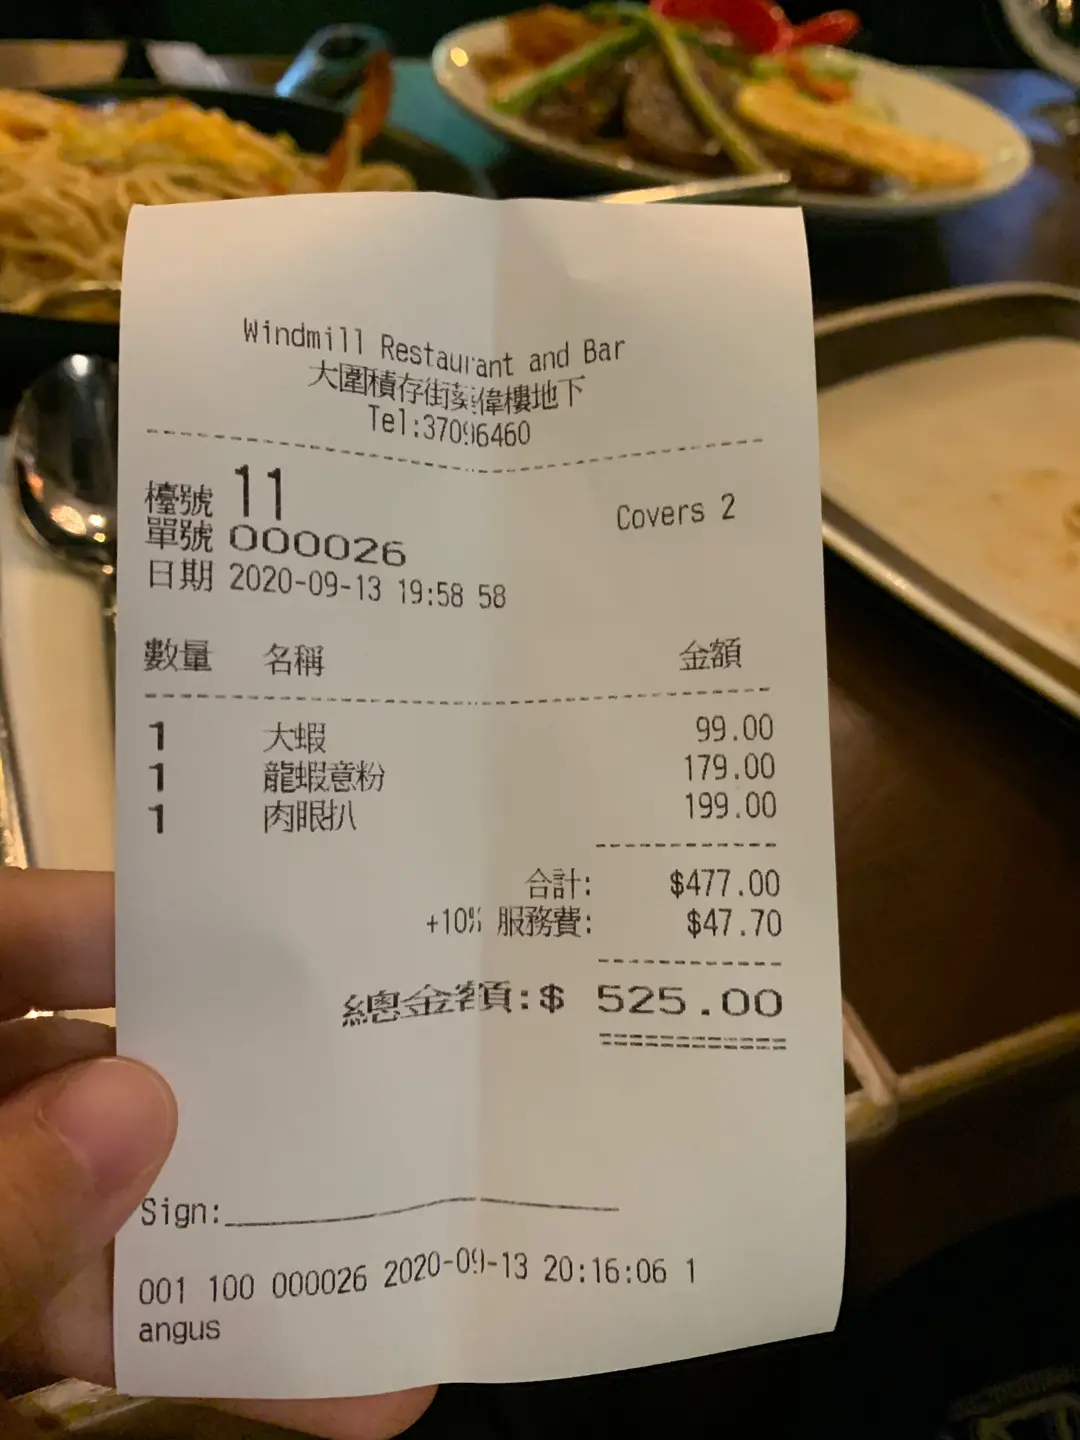 Windmill Restaurant and Bar
大圍積存街葵偉樓地下
Tel:37096460
檯號 11 Covers 2
單號 000026
日期 2020-09-13 19:58 58
數量 名稱 金額
1 大蝦 99.00
1 龍蝦意粉 179.00
1 肉眼扒 199.00
合計: $477.00
+10% 服務費: $47.70
總金額:$ 525.00
Sign:
001 100 000026 2020-09-13 20:16:06 1
angus